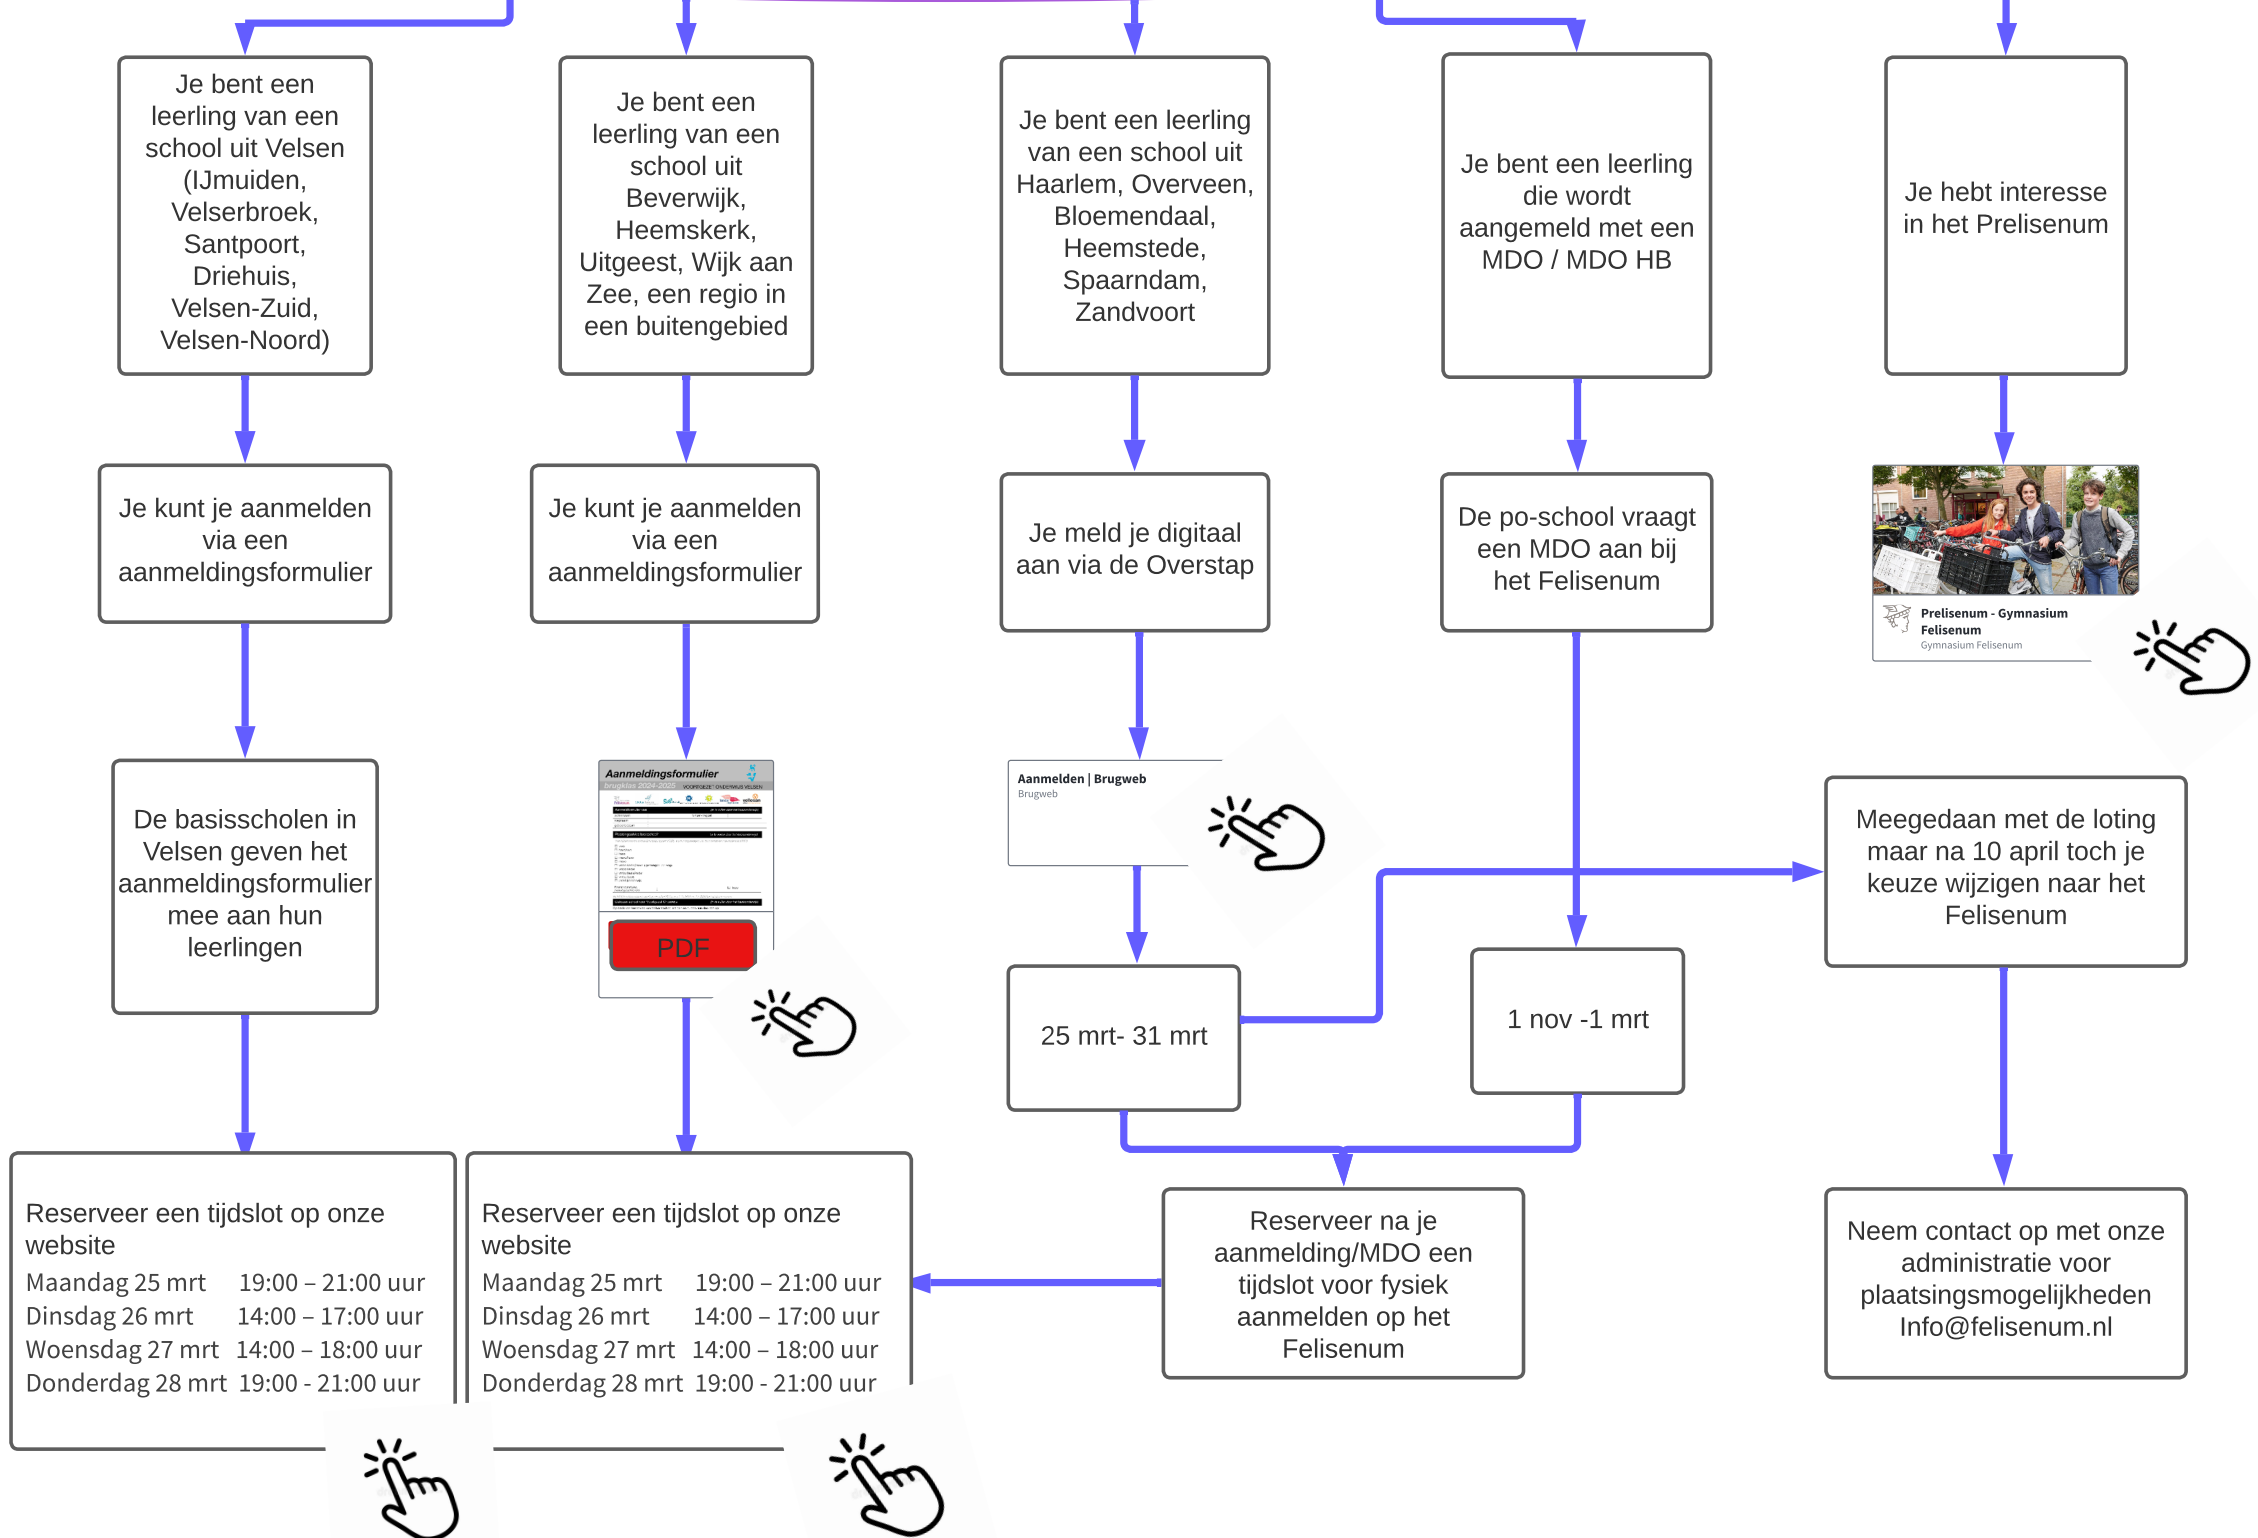 Je bent een
leerling van een
school uit Velsen
(IJmuiden,
Velserbroek,
Santpoort,
Driehuis,
Velsen-Zuid,
Velsen-Noord)
Je bent een
leerling van een
school uit
Beverwijk,
Heemskerk,
Uitgeest, Wijk aan
Zee, een regio in
een buitengebied
Je bent een leerling
van een school uit
Haarlem, Overveen,
Bloemendaal,
Heemstede,
Spaarndam,
Zandvoort
Je bent een leerling
die wordt
aangemeld met een
MDO / MDO HB
Je hebt interesse
in het Prelisenum
Je kunt je aanmelden
via een
aanmeldingsformulier
Je kunt je aanmelden
via een
aanmeldingsformulier
Je meld je digitaal
aan via de Overstap
De po-school vraagt
een MDO aan bij
het Felisenum
Prelisenum - Gymnasium
Felisenum
Gymnasium Felisenum
De basisscholen in
Velsen geven het
aanmeldingsformulier
mee aan hun
leerlingen
Aanmeldingsformulier
brugklas 2024-2025 VOORTGEZET ONDERWIJS VELSEN
PDF
Aanmelden | Brugweb
Brugweb
25 mrt- 31 mrt
1 nov -1 mrt
Meegedaan met de loting
maar na 10 april toch je
keuze wijzigen naar het
Felisenum
Reserveer een tijdslot op onze
website
Maandag 25 mrt 19:00 – 21:00 uur
Dinsdag 26 mrt 14:00 – 17:00 uur
Woensdag 27 mrt 14:00 – 18:00 uur
Donderdag 28 mrt 19:00 - 21:00 uur
Reserveer een tijdslot op onze
website
Maandag 25 mrt 19:00 – 21:00 uur
Dinsdag 26 mrt 14:00 – 17:00 uur
Woensdag 27 mrt 14:00 – 18:00 uur
Donderdag 28 mrt 19:00 - 21:00 uur
Reserveer na je
aanmelding/MDO een
tijdslot voor fysiek
aanmelden op het
Felisenum
Neem contact op met onze
administratie voor
plaatsingsmogelijkheden
Info@felisenum.nl